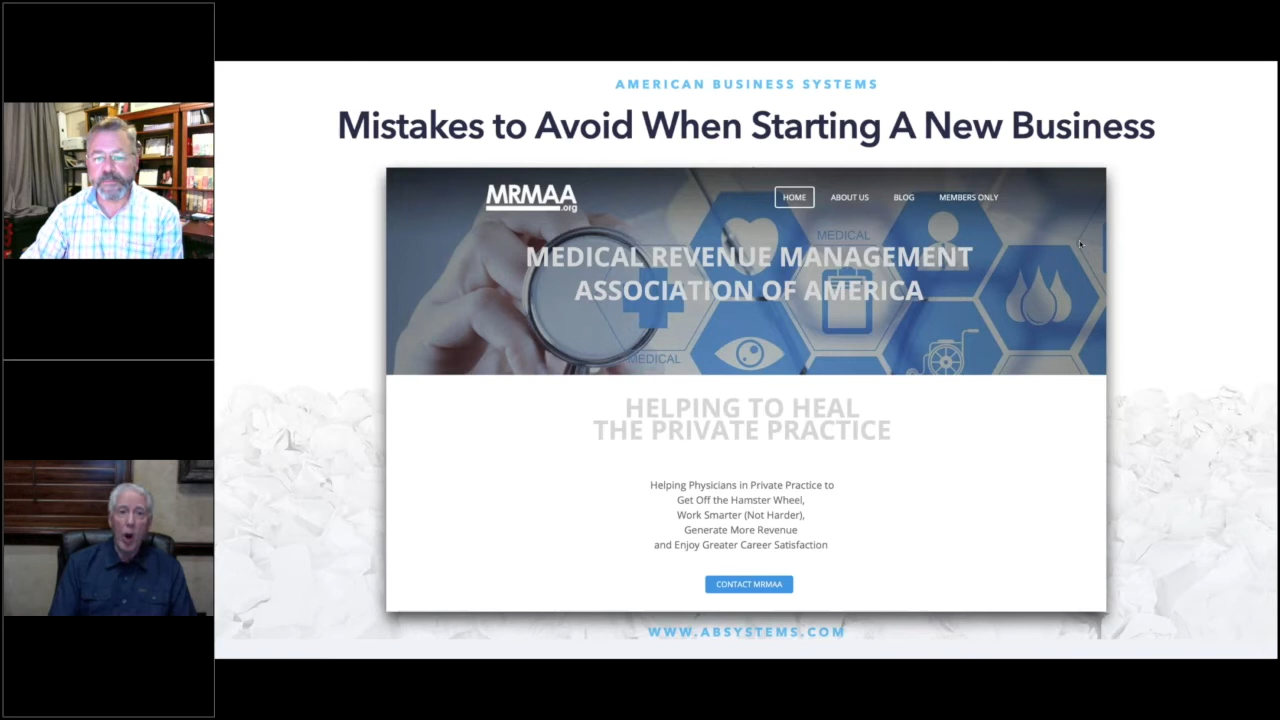 AMERICAN BUSINESS SYSTEMS
Mistakes to Avoid When Starting A New Business
MRMAA
.org
HOME
ABOUT US
BLOG
MEMBERS ONLY
MEDICAL
MEDICAL REVENUE MANAGEMENT
ASSOCIATION OF AMERICA
MEDICAL
HELPING TO HEAL
THE PRIVATE PRACTICE
Helping Physicians in Private Practice to
Get Off the Hamster Wheel,
Work Smarter (Not Harder),
Generate More Revenue
and Enjoy Greater Career Satisfaction
CONTACT MRMAA
WWW.ABSYSTEMS.COM